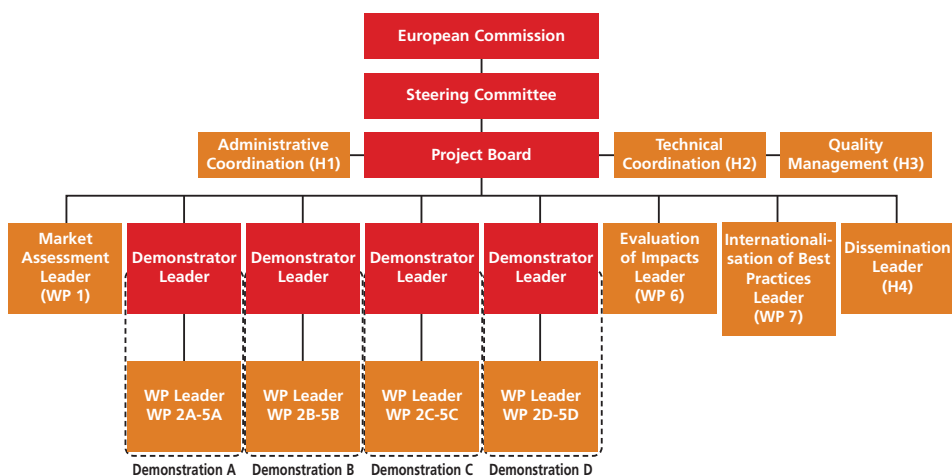 European Commission
Steering Committee
Administrative
Coordination (H1)
Project Board
Technical
Coordination (H2)
Quality
Management (H3)
Market
Assessment
Leader
(WP 1)
Demonstrator
Leader
Demonstrator
Leader
Demonstrator
Leader
Demonstrator
Leader
Evaluation
of Impacts
Leader
(WP 6)
Internationali-
sation of Best
Practices
Leader
(WP 7)
Dissemination
Leader
(H4)
WP Leader
WP 2A-5A
WP Leader
WP 2B-5B
WP Leader
WP 2C-5C
WP Leader
WP 2D-5D
Demonstration A
Demonstration B
Demonstration C
Demonstration D